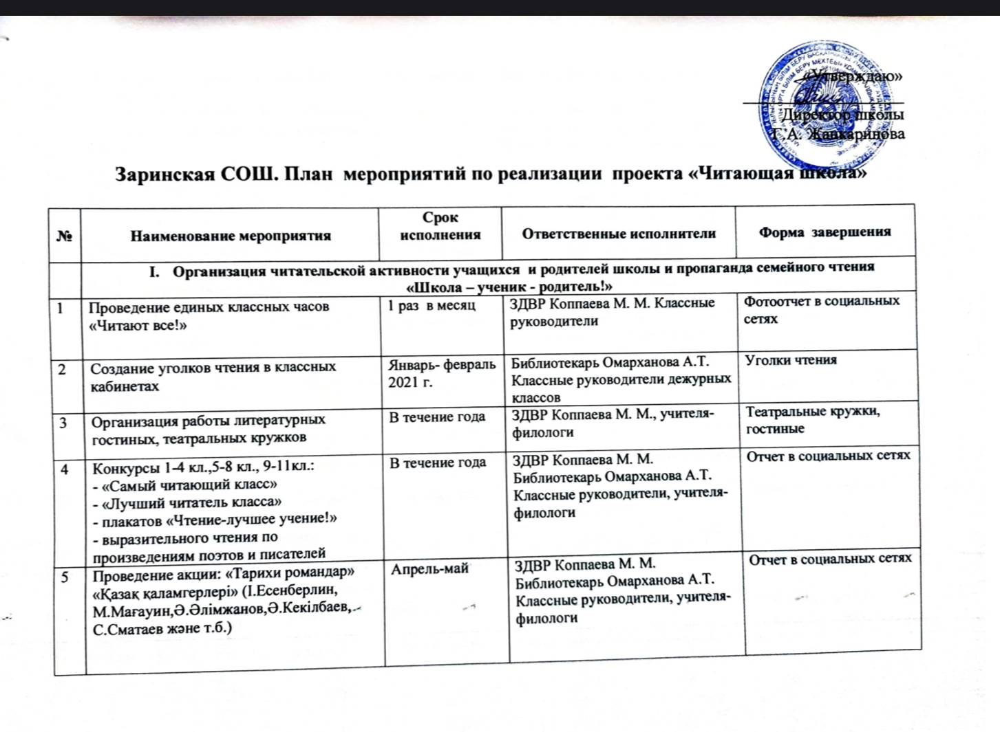 «Утверждаю»
Директор школы
Т.А. Жанкаринова
Заринская СОШ. План мероприятий по реализации проекта «Читающая школа»
№
Наименование мероприятия
Срок
исполнения
Ответственные исполнители
Форма завершения
I. Организация читательской активности учащихся и родителей школы и пропаганда семейного чтения
«Школа – ученик - родитель!»
1
Проведение единых классных часов
«Читают все!»
1 раз в месяц
ЗДВР Коппаева М. М. Классные
руководители
Фотоотчет в социальных
сетях
2
Создание уголков чтения в классных
кабинетах
Январь- февраль
2021 г.
Библиотекарь Омарханова А.Т.
Классные руководители дежурных
классов
Уголки чтения
3
Организация работы литературных
гостиных, театральных кружков
В течение года
ЗДВР Коппаева М. М., учителя-
филологи
Театральные кружки,
гостиные
4
Конкурсы 1-4 кл.,5-8 кл., 9-11кл.:
- «Самый читающий класс»
- «Лучший читатель класса»
- плакатов «Чтение-лучшее учение!»
- выразительного чтения по
произведениям поэтов и писателей
В течение года
ЗДВР Коппаева М. М.
Библиотекарь Омарханова А.Т.
Классные руководители, учителя-
филологи
Отчет в социальных сетях
5
Проведение акции: «Тарихи романдар»
«Қазақ қаламгерлері» (І.Есенберлин,
М.Мағауин,Ә.Әлімжанов,Ә.Кекілбаев,
С.Сматаев және т.б.)
Апрель-май
ЗДВР Коппаева М. М.
Библиотекарь Омарханова А.Т.
Классные руководители, учителя-
филологи
Отчет в социальных сетях